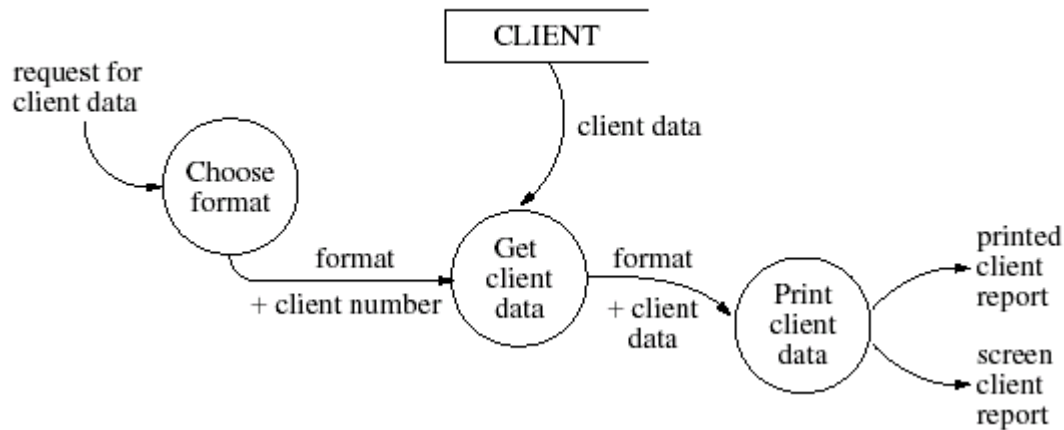 CLIENT
request for
client data
client data
Choose
format
format
+ client number
Get
client
data
format
+ client
data
Print
client
data
printed
client
report
screen
client
report